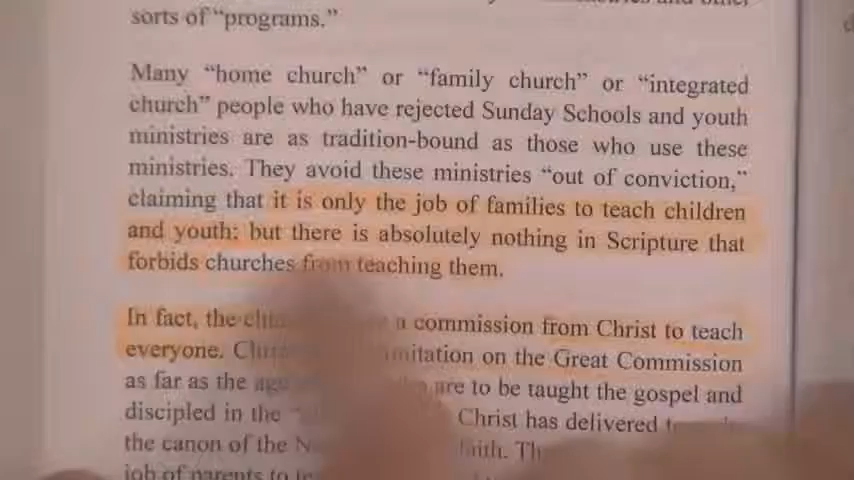 sorts of “programs.”
Many “home church” or “family church” or “integrated
church” people who have rejected Sunday Schools and youth
ministries are as tradition-bound as those who use these
ministries. They avoid these ministries “out of conviction,”
claiming that it is only the job of families to teach children
and youth: but there is absolutely nothing in Scripture that
forbids churches from teaching them.
In fact, the a commission from Christ to teach
everyone. on the Great Commission
as far as the are to be taught the gospel and
discipled in the Christ has delivered
the canon of the faith.
job of parents to